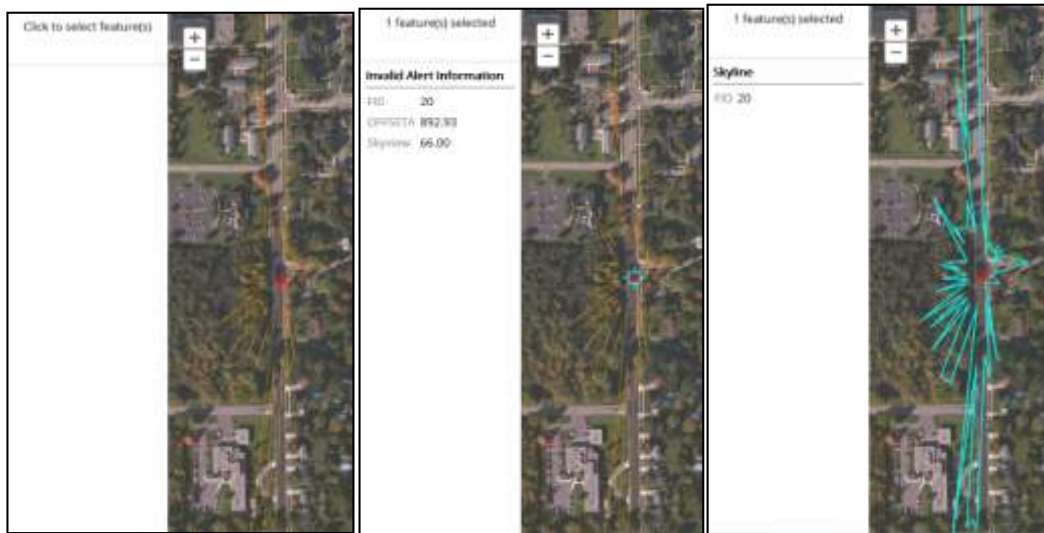 Click to select feature(s)
+
−
1 feature(s) selected
Invalid Alert Information
FID 20
OFFSETA 892.93
Skyview 66.00
+
−
1 feature(s) selected
Skyline
FID 20
+
−